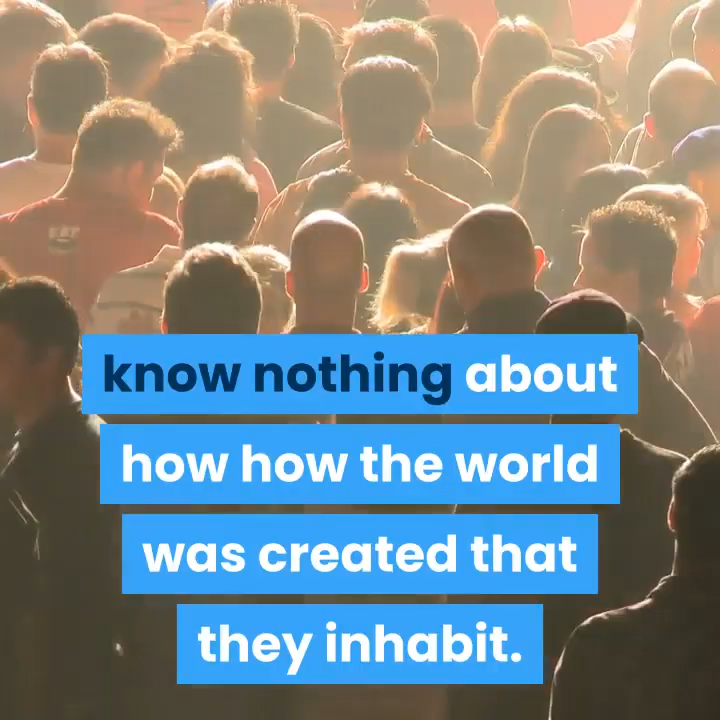 know nothing about
how how the world
was created that
they inhabit.